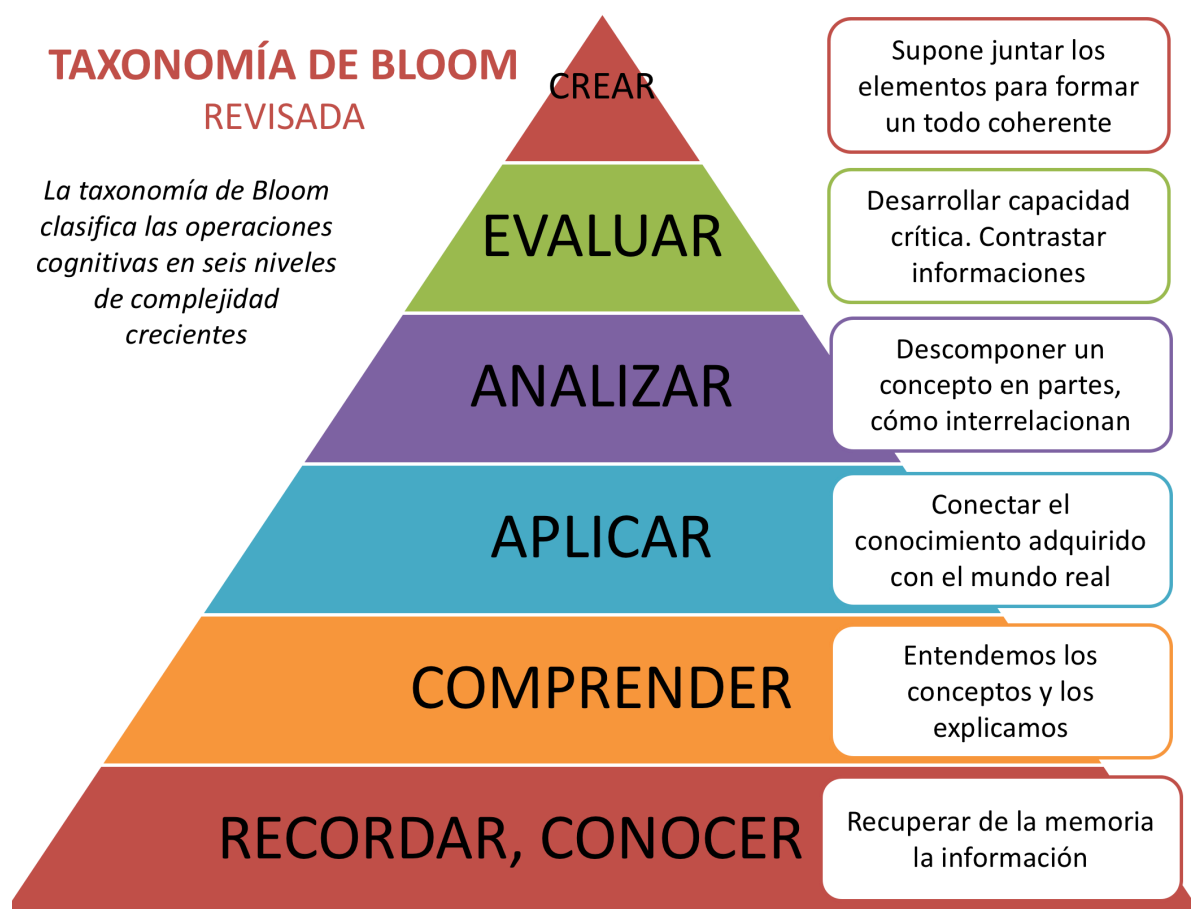 TAXONOMÍA DE BLOOM
REVISADA
La taxonomía de Bloom
clasifica las operaciones
cognitivas en seis niveles
de complejidad
crecientes
CREAR
Supone juntar los
elementos para formar
un todo coherente
EVALUAR
Desarrollar capacidad
crítica. Contrastar
informaciones
ANALIZAR
Descomponer un
concepto en partes,
cómo interrelacionan
APLICAR
Conectar el
conocimiento adquirido
con el mundo real
COMPRENDER
Entendemos los
conceptos y los
explicamos
RECORDAR, CONOCER
Recuperar de la memoria
la información